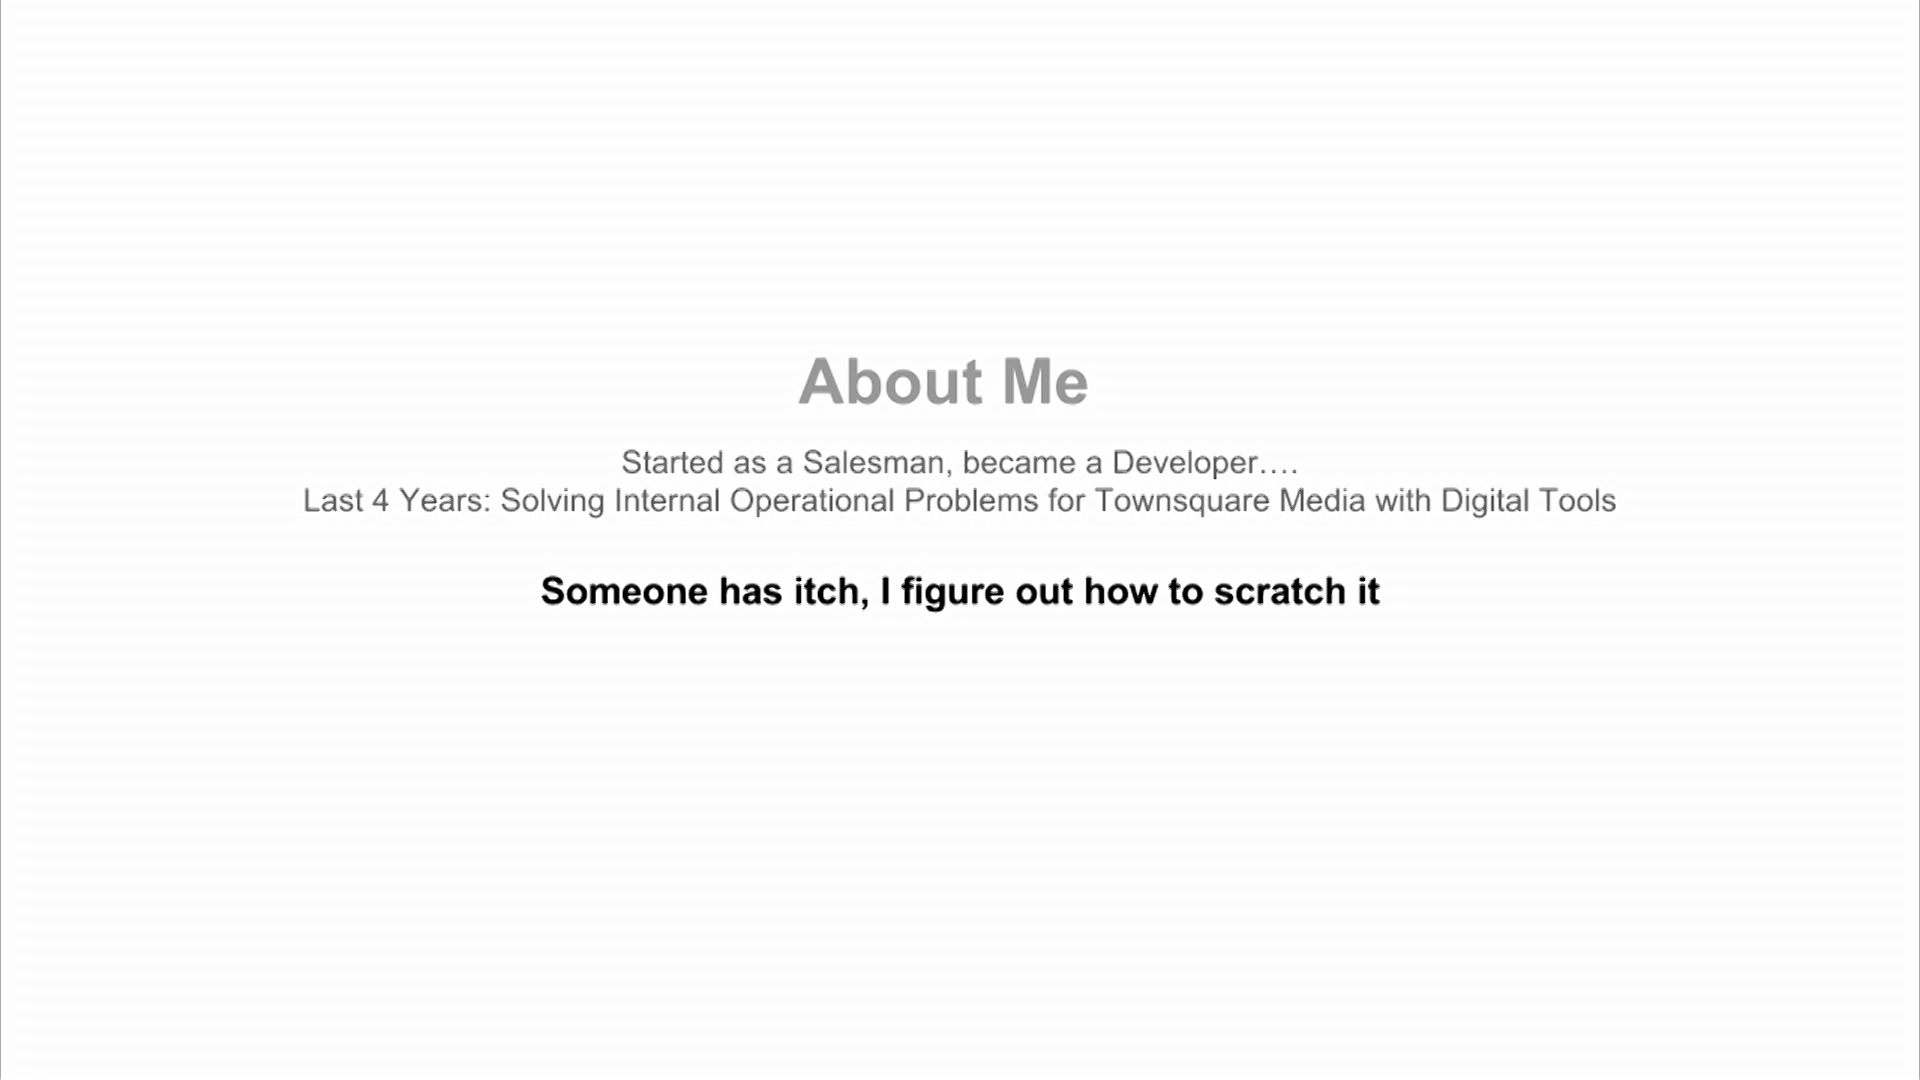 About Me
Started as a Salesman, became a Developer….
Last 4 Years: Solving Internal Operational Problems for Townsquare Media with Digital Tools
Someone has itch, I figure out how to scratch it